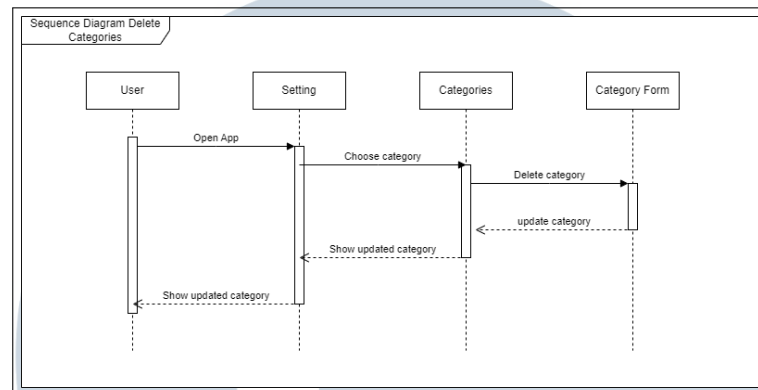 Sequence Diagram Delete
Categories
User
Setting
Categories
Category Form
Open App
Choose category
Delete category
update category
Show updated category
Show updated category